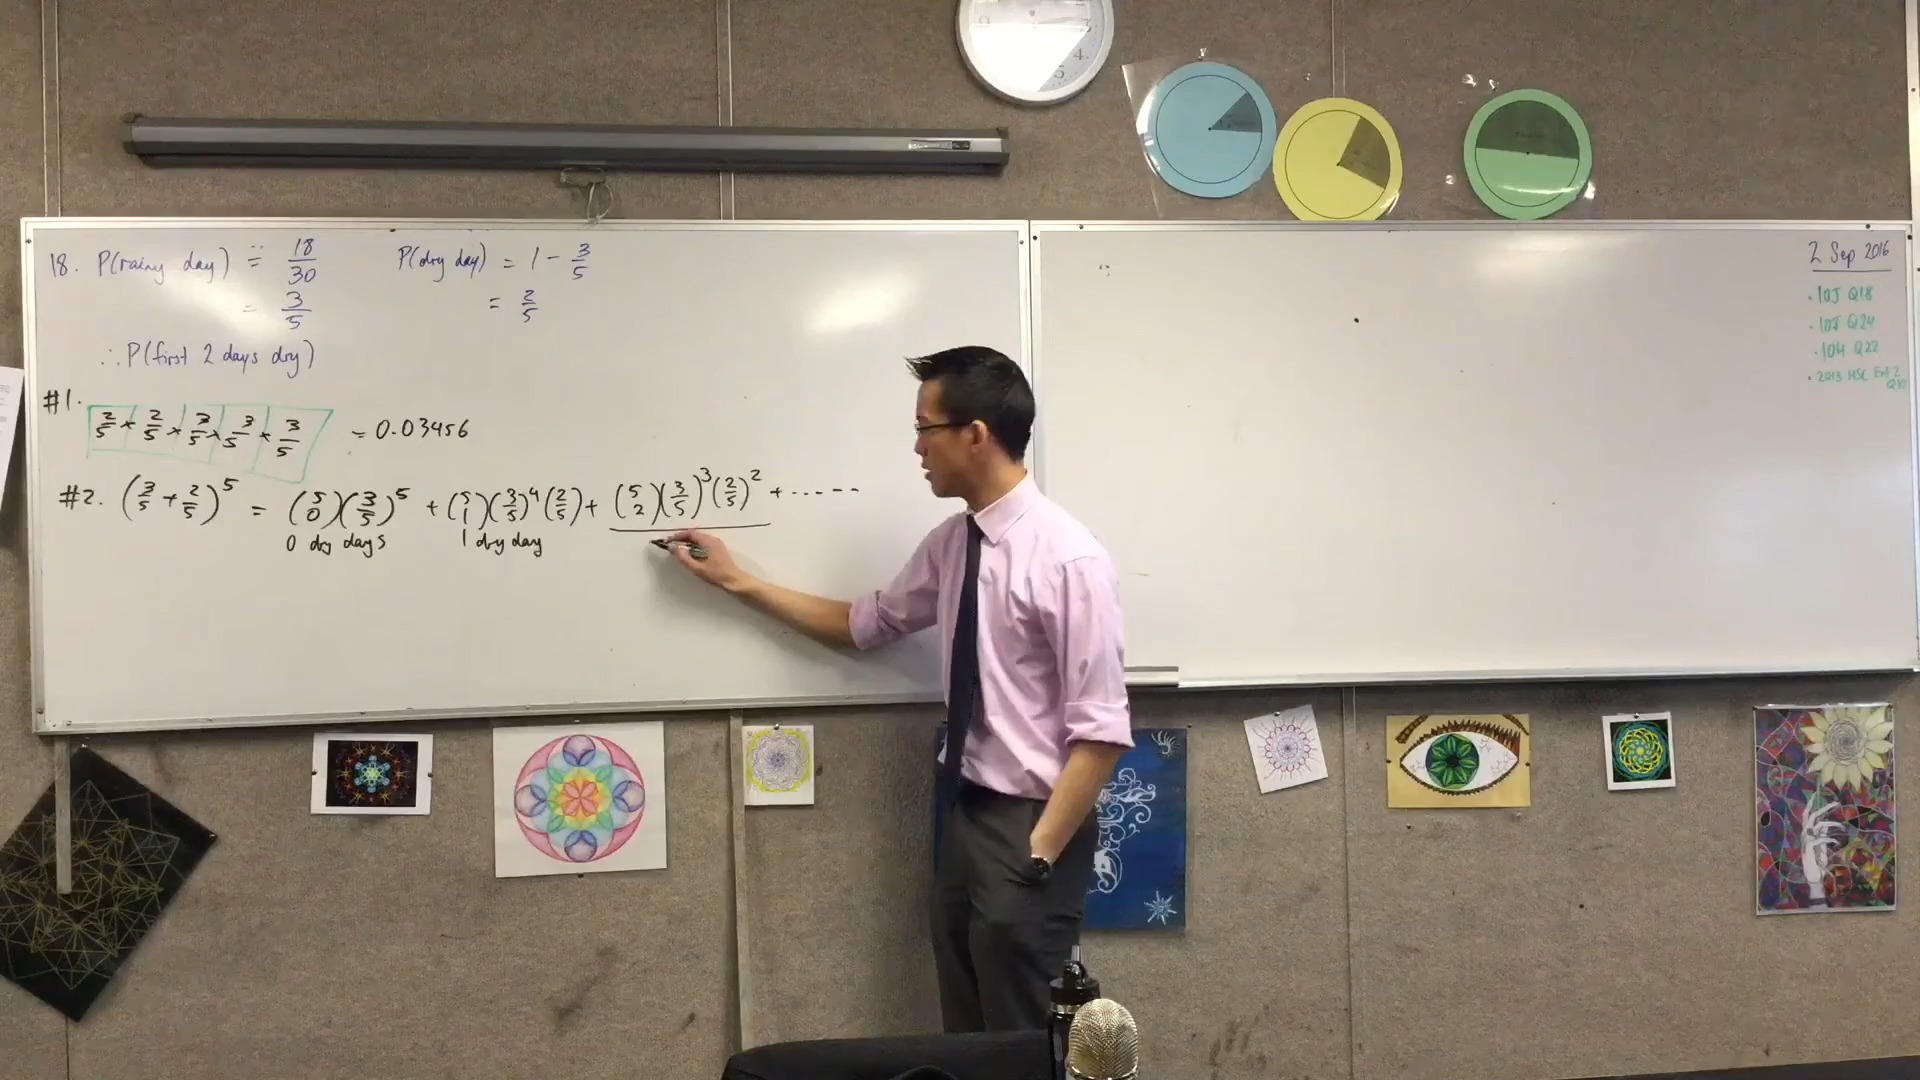 18. P(rainy day) ≑ 18/30
= 3/5
P(dry day) = 1 - 3/5
= 2/5
∴ P(first 2 days dry)
#1. 2/5 × 2/5 × 3/5 × 3/5 × 3/5 = 0.03456
#2. (3/5 + 2/5)^5 = (5 0)(3/5)^5 + (5 1)(3/5)^4 (2/5) + (5 2)(3/5)^3 (2/5)^2 + ......
0 dry days 1 dry day
2 Sep 2016
• 10J Q18
• 10J Q24
• 10H Q22
• 2013 HSC Ext 2
4
5